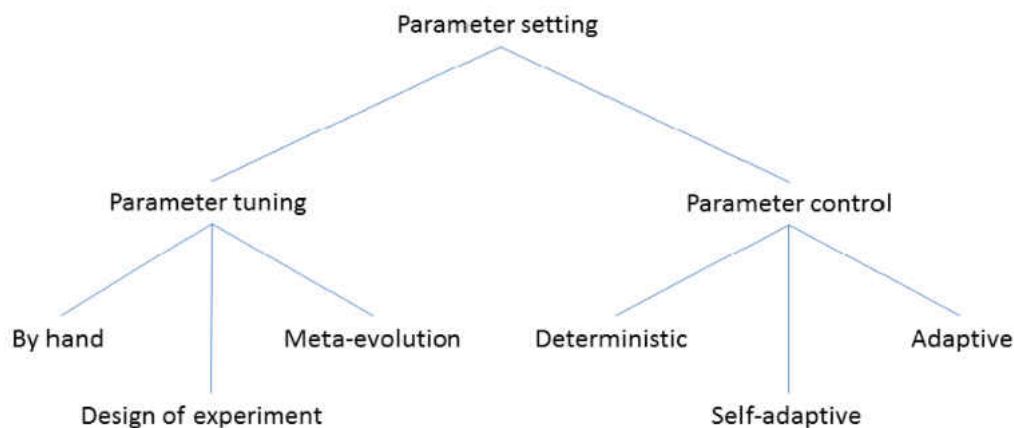 Parameter setting
Parameter tuning
Parameter control
By hand
Meta-evolution
Deterministic
Adaptive
Design of experiment
Self-adaptive